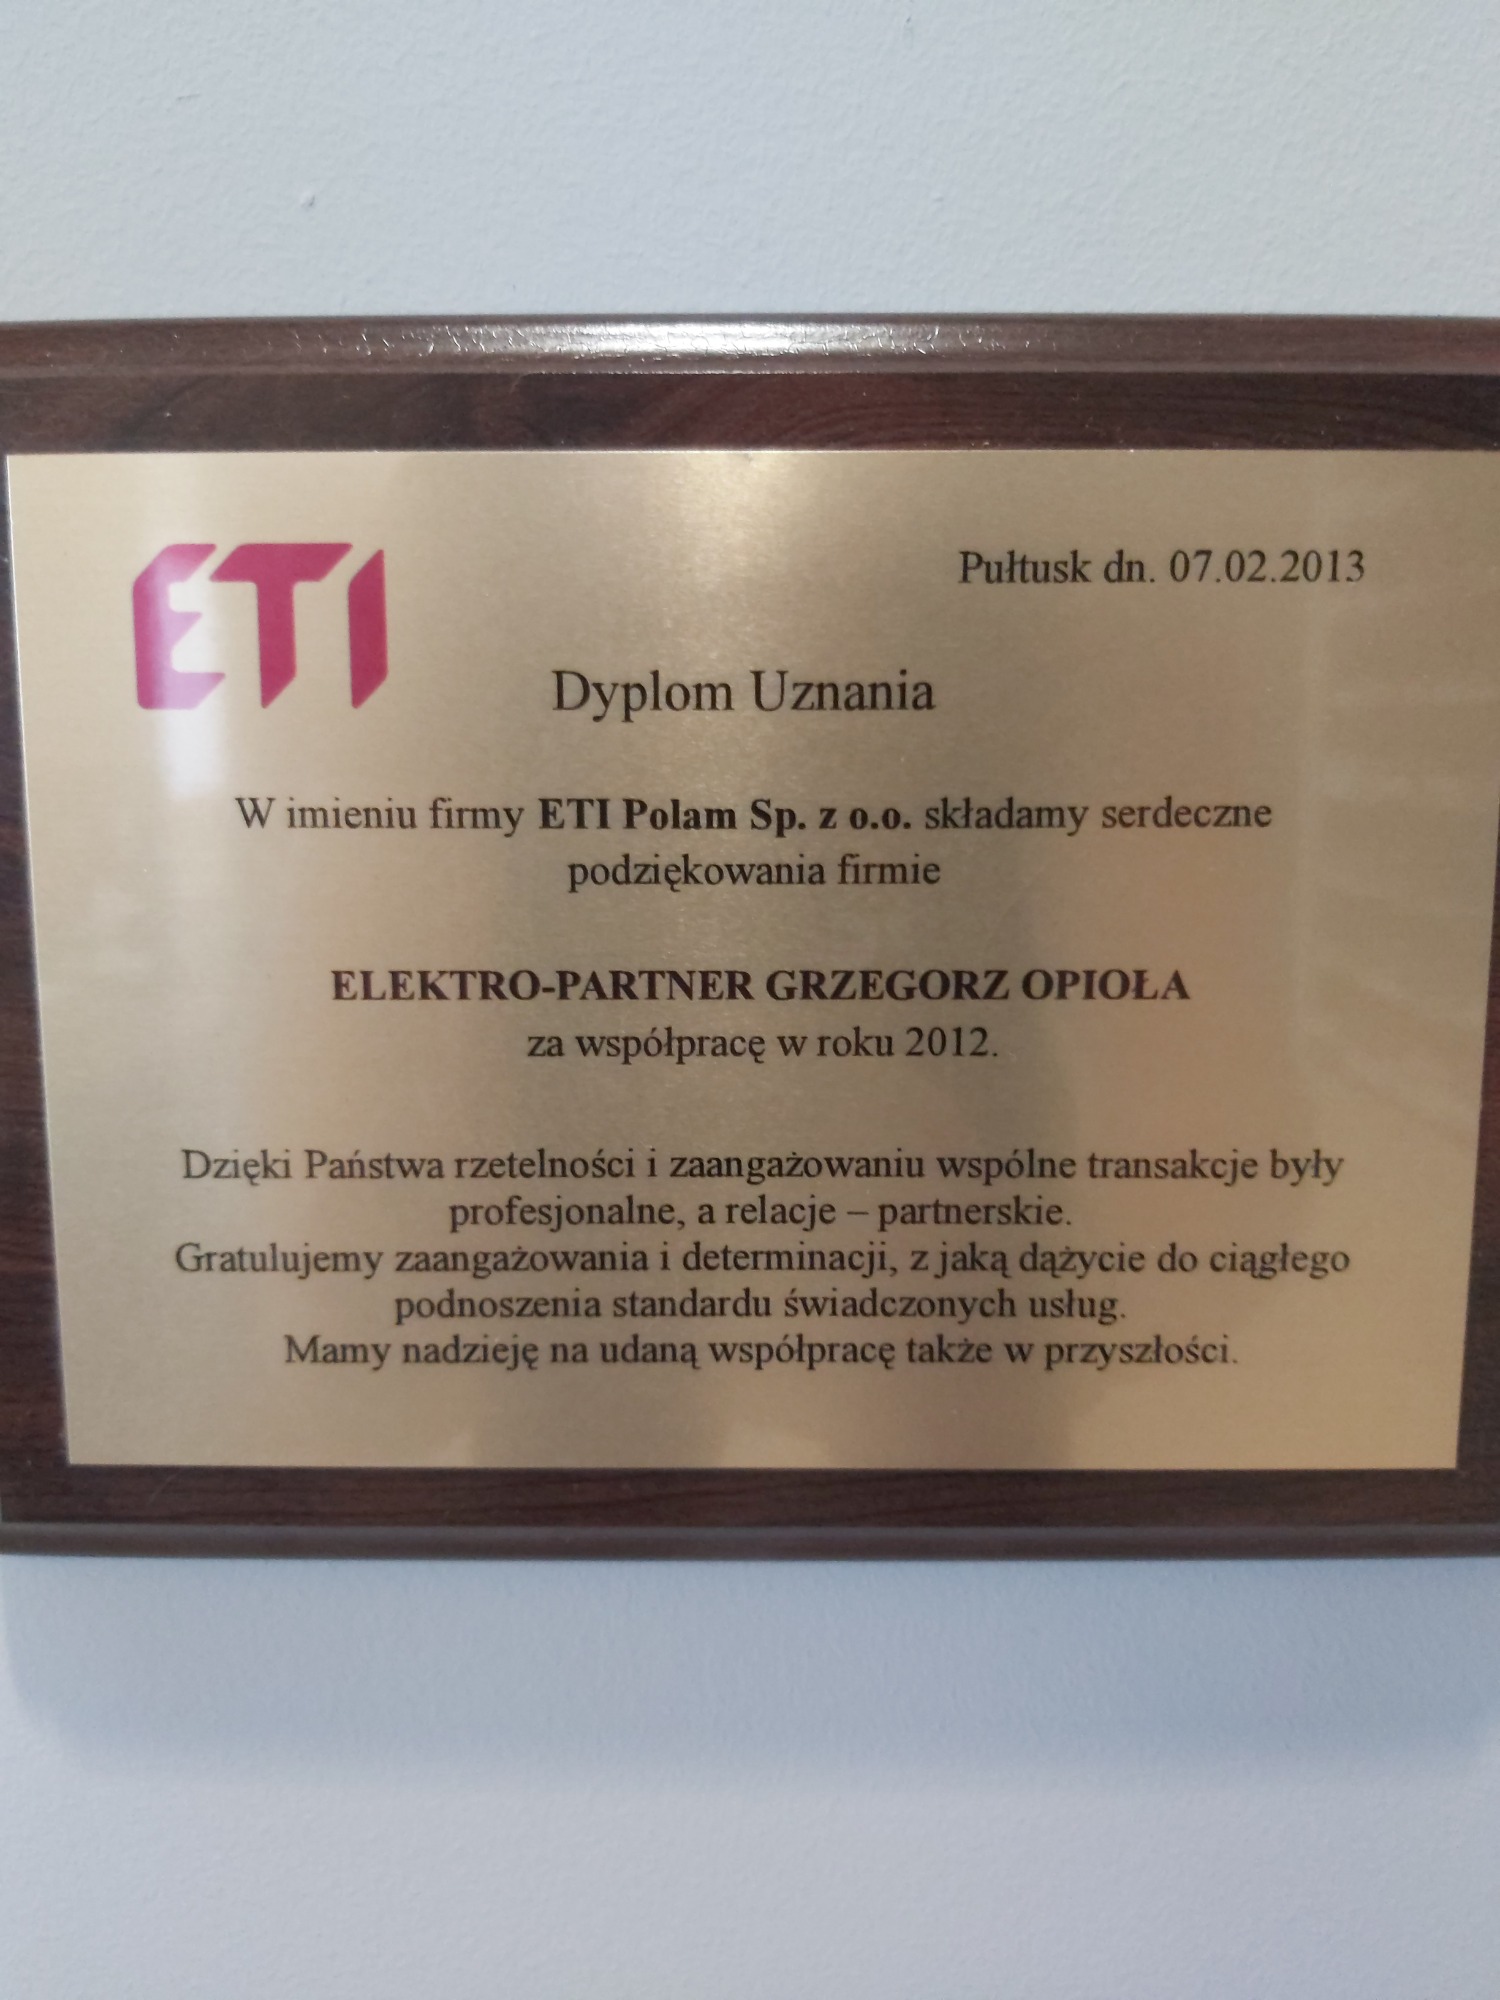 ETI
Pułtusk dn. 07.02.2013
Dyplom Uznania
W imieniu firmy ETI Polam Sp. z o.o. składamy serdeczne
podziękowania firmie
ELEKTRO-PARTNER GRZEGORZ OPIOŁA
za współpracę w roku 2012.
Dzięki Państwa rzetelności i zaangażowaniu wspólne transakcje były
profesjonalne, a relacje – partnerskie.
Gratulujemy zaangażowania i determinacji, z jaką dążycie do ciągłego
podnoszenia standardu świadczonych usług.
Mamy nadzieję na udaną współpracę także w przyszłości.